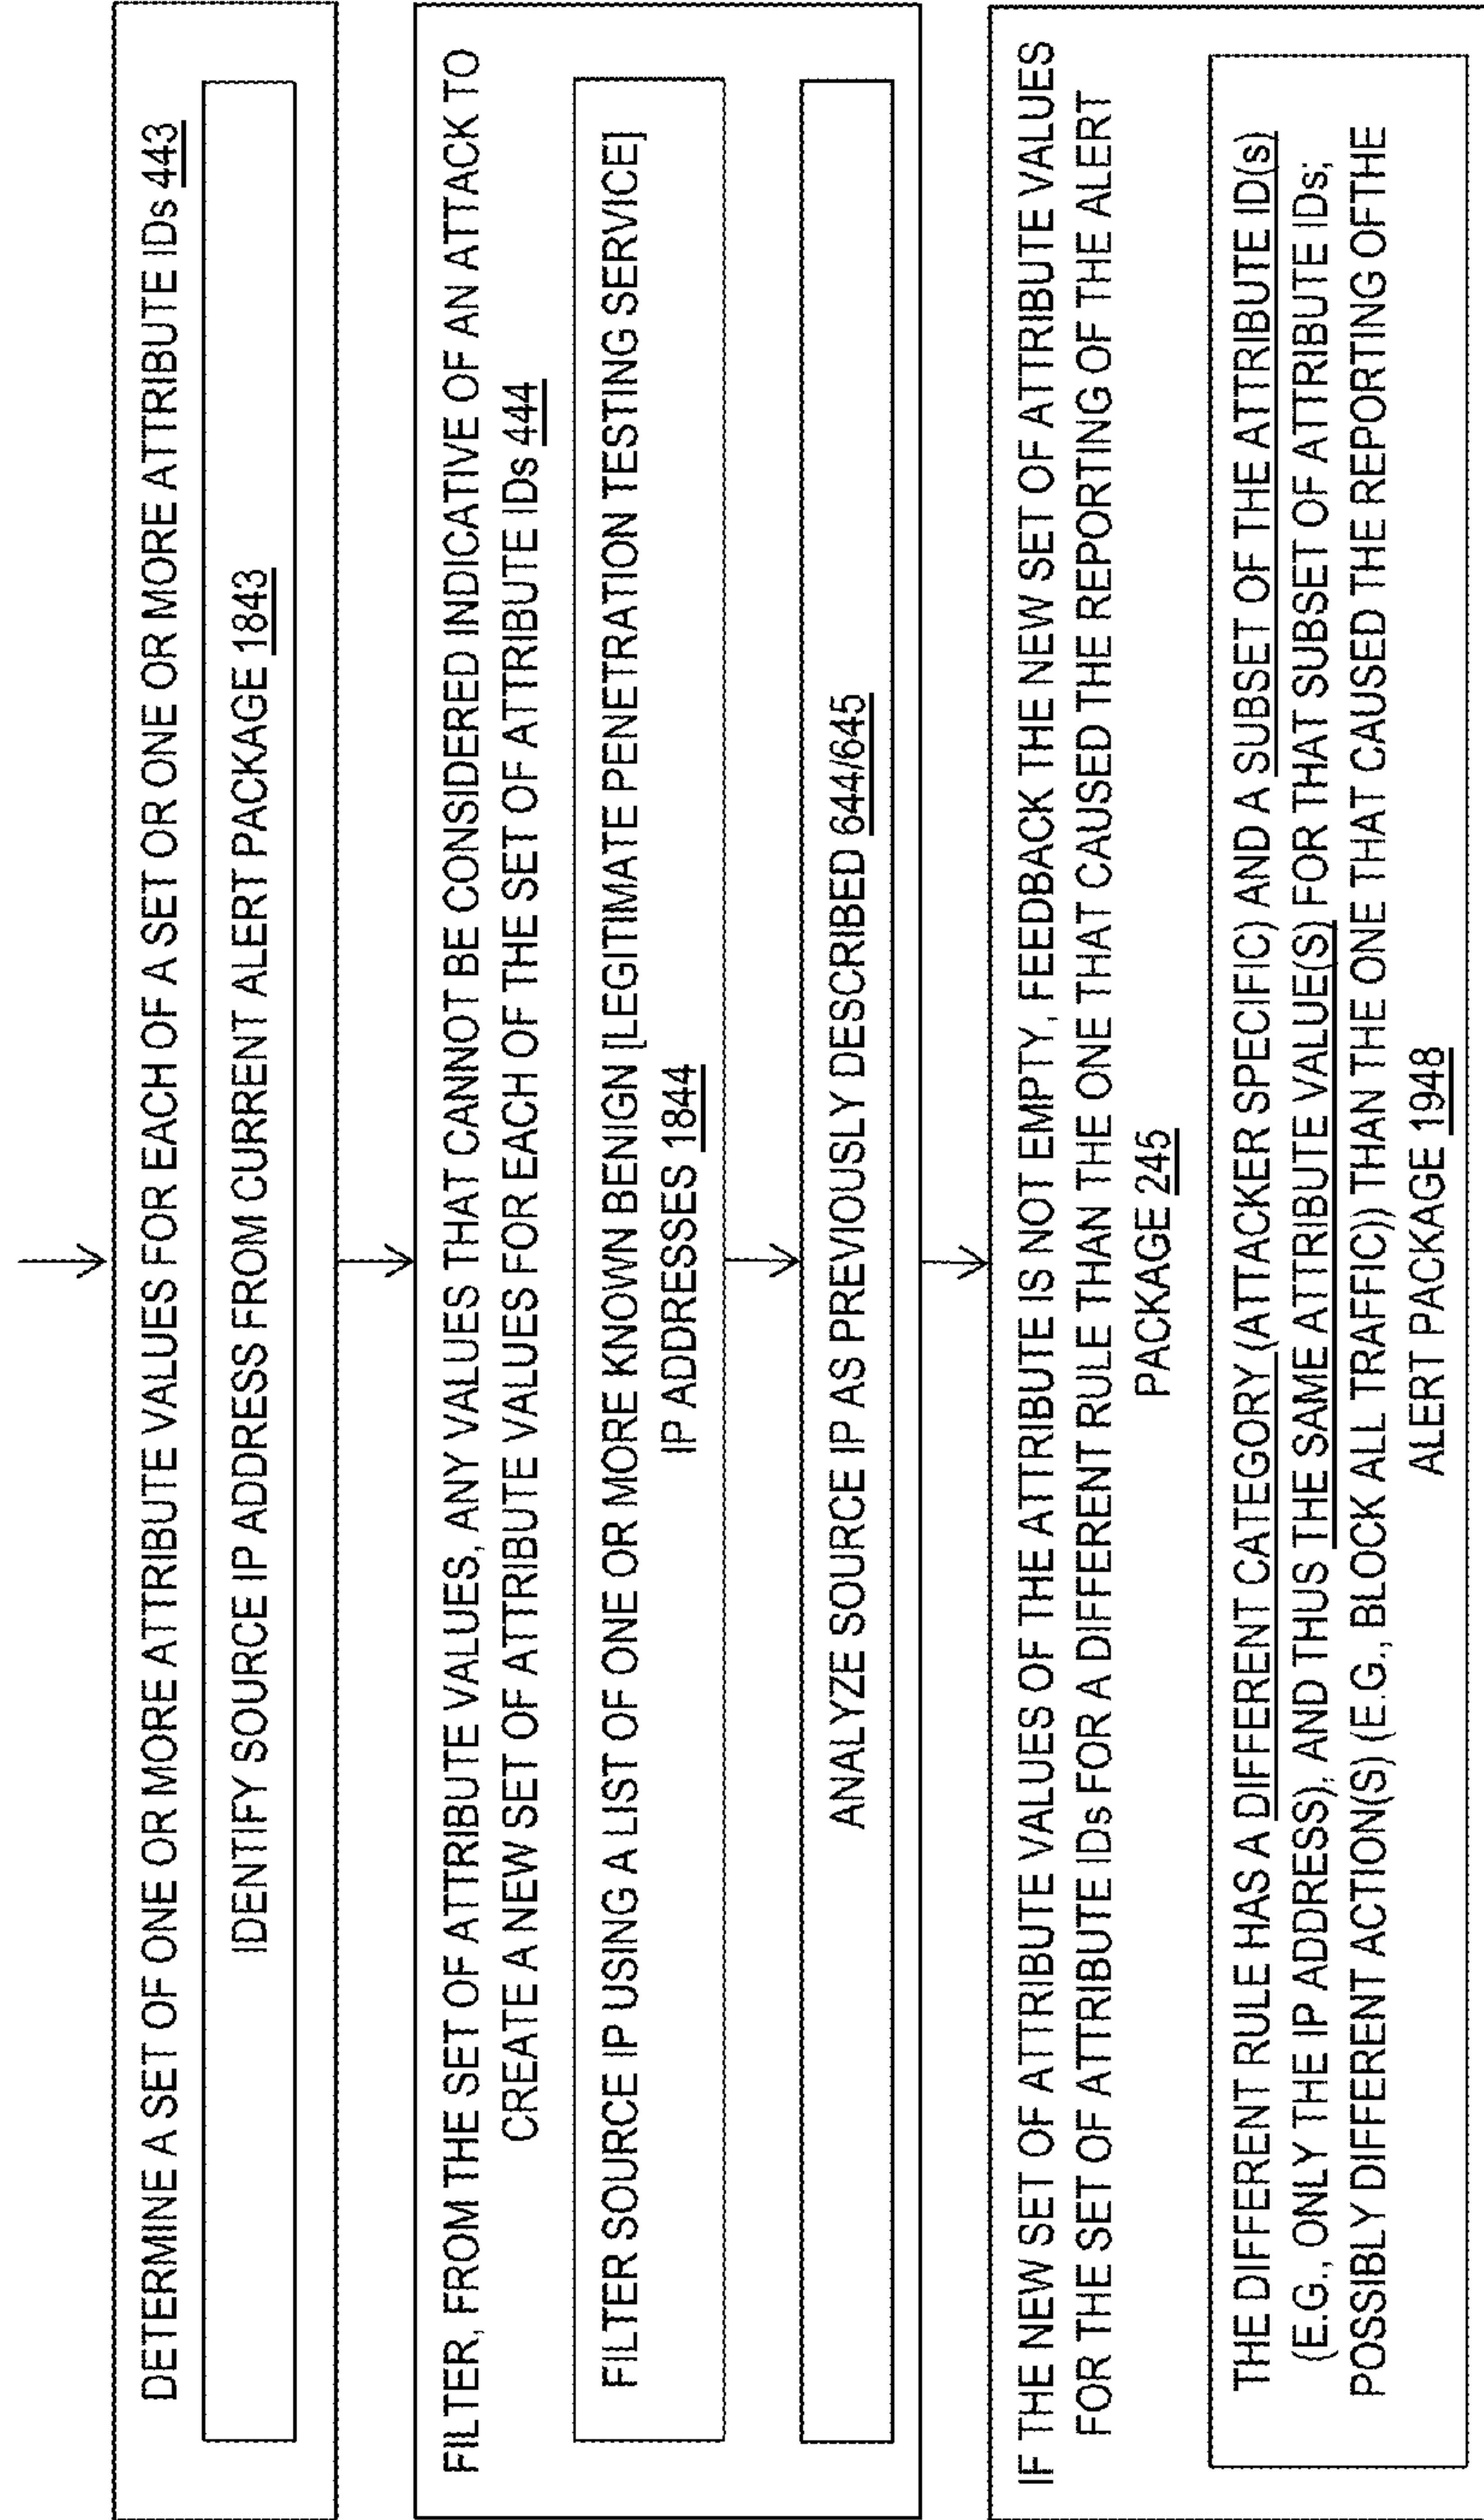 DETERMINE A SET OF ONE OR MORE ATTRIBUTE VALUES FOR EACH OF A SET OR ONE OR MORE ATTRIBUTE IDs 443
IDENTIFY SOURCE IP ADDRESS FROM CURRENT ALERT PACKAGE 1843
FILTER, FROM THE SET OF ATTRIBUTE VALUES, ANY VALUES THAT CANNOT BE CONSIDERED INDICATIVE OF AN ATTACK TO
CREATE A NEW SET OF ATTRIBUTE VALUES FOR EACH OF THE SET OF ATTRIBUTE IDs 444
FILTER SOURCE IP USING A LIST OF ONE OR MORE KNOWN BENIGN [LEGITIMATE PENETRATION TESTING SERVICE]
IP ADDRESSES 1844
ANALYZE SOURCE IP AS PREVIOUSLY DESCRIBED 644/645
IF THE NEW SET OF ATTRIBUTE VALUES OF THE ATTRIBUTE IS NOT EMPTY, FEEDBACK THE NEW SET OF ATTRIBUTE VALUES
FOR THE SET OF ATTRIBUTE IDs FOR A DIFFERENT RULE THAN THE ONE THAT CAUSED THE REPORTING OF THE ALERT
PACKAGE 245
THE DIFFERENT RULE HAS A DIFFERENT CATEGORY (ATTACKER SPECIFIC) AND A SUBSET OF THE ATTRIBUTE ID(s)
(E.G., ONLY THE IP ADDRESS), AND THUS THE SAME ATTRIBUTE VALUE(S) FOR THAT SUBSET OF ATTRIBUTE IDs;
POSSIBLY DIFFERENT ACTION(S) (E.G., BLOCK ALL TRAFFIC)) THAN THE ONE THAT CAUSED THE REPORTING OFTHE
ALERT PACKAGE 1948